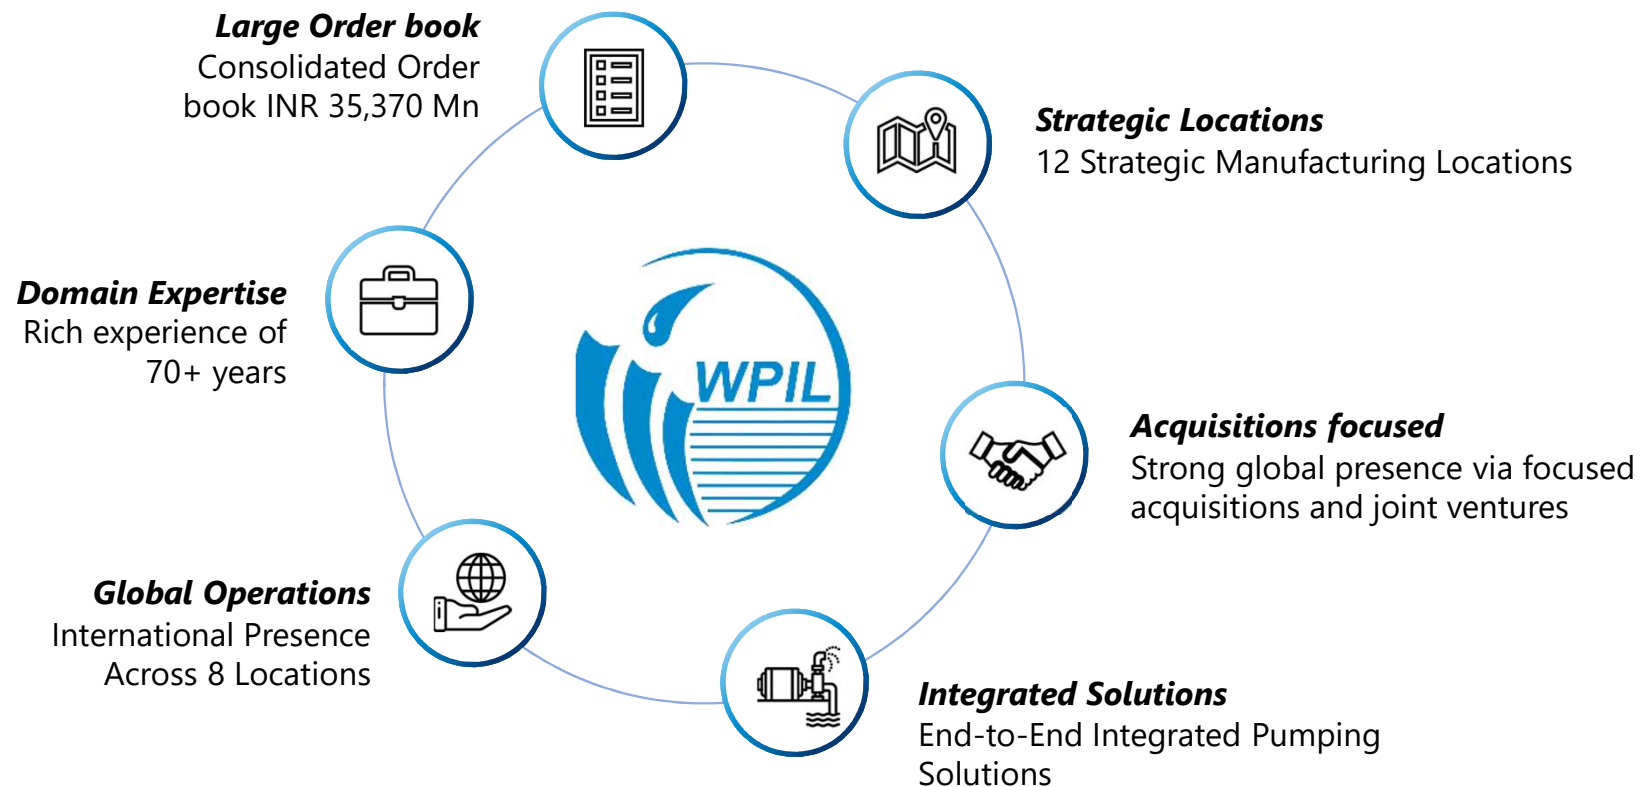 Large Order book
Consolidated Order
book INR 35,370 Mn
Strategic Locations
12 Strategic Manufacturing Locations
Domain Expertise
Rich experience of
70+ years
WPIL
Acquisitions focused
Strong global presence via focused
acquisitions and joint ventures
Global Operations
International Presence
Across 8 Locations
Integrated Solutions
End-to-End Integrated Pumping
Solutions